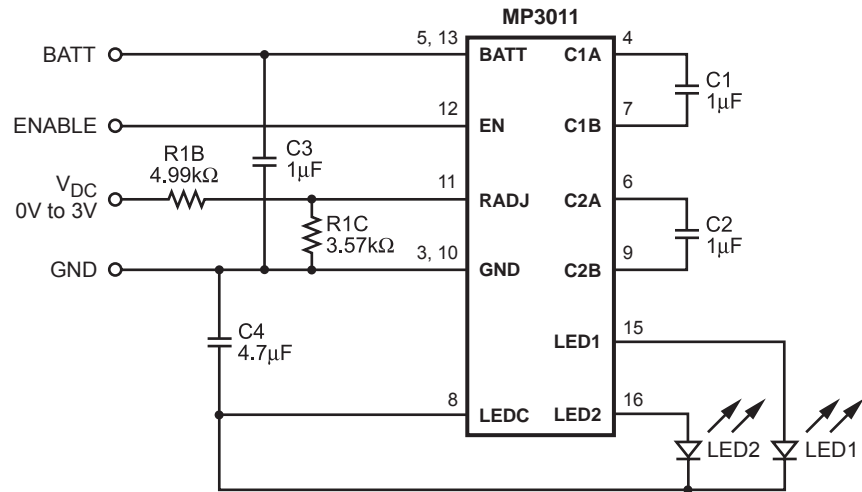 MP3011
BATT
5, 13
BATT
C1A
4
C1
1μF
ENABLE
12
EN
C1B
7
C3
1μF
R1B
4.99kΩ
VDC
0V to 3V
11
RADJ
C2A
6
R1C
3.57kΩ
C2
1μF
GND
3, 10
GND
C2B
9
C4
4.7μF
LED1
15
8
LEDC
LED2
16
LED2
LED1